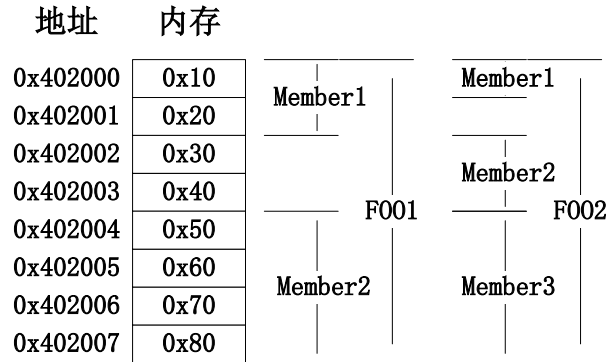 地址 内存
0x402000 0x10 Member1
0x402001 0x20 Member1
0x402002 0x30
0x402003 0x40 Member2
0x402004 0x50 F001 F002
0x402005 0x60
0x402006 0x70 Member2 Member3
0x402007 0x80